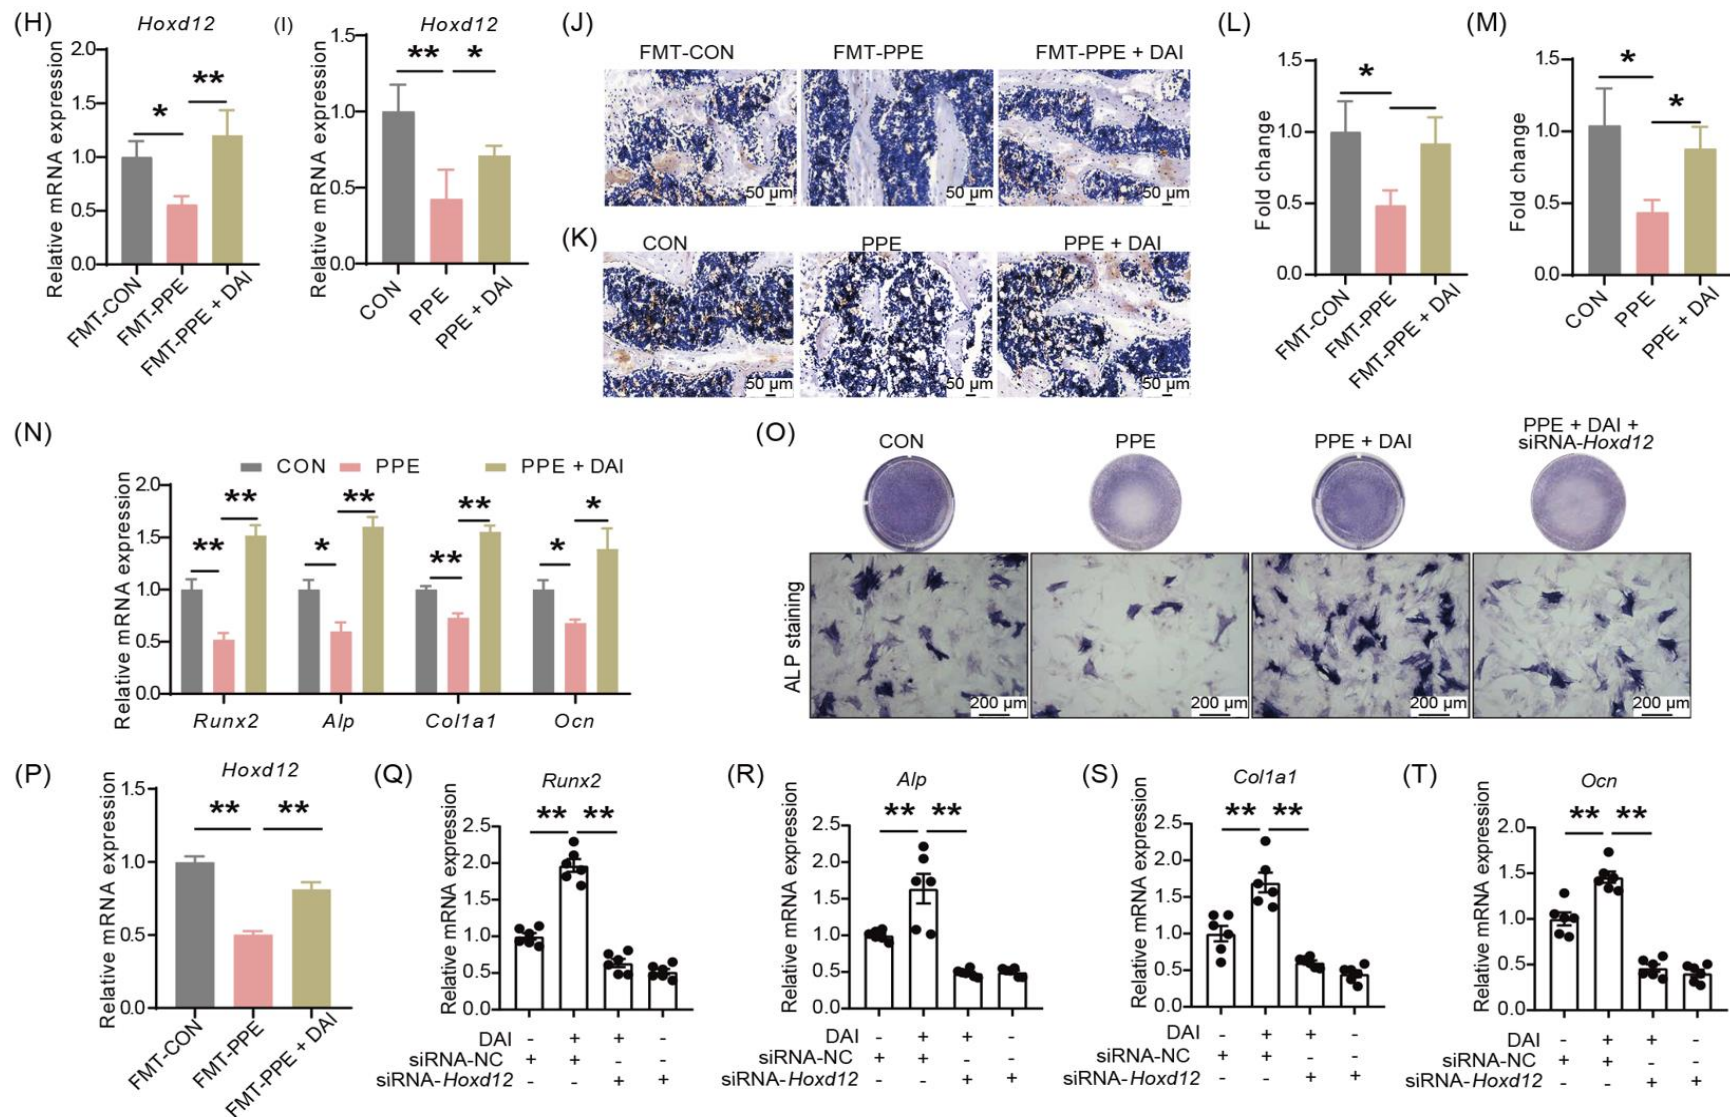 (H)
Hoxd12
Relative mRNA expression
2.0
1.5
1.0
0.5
0.0
*
**
FMT-CON
FMT-PPE
FMT-PPE + DAI
(I)
Hoxd12
Relative mRNA expression
1.5
1.0
0.5
0.0
**
*
CON
PPE
PPE + DAI
(J)
FMT-CON
FMT-PPE
FMT-PPE + DAI
50 µm
50 µm
50 µm
(K)
CON
PPE
PPE + DAI
50 µm
50 µm
50 µm
(L)
Fold change
1.5
1.0
0.5
0.0
*
FMT-CON
FMT-PPE
FMT-PPE + DAI
(M)
Fold change
1.5
1.0
0.5
0.0
*
*
CON
PPE
PPE + DAI
(N)
CON PPE PPE + DAI
Relative mRNA expression
2.0
1.5
1.0
0.5
0.0
**
**
*
**
**
**
*
*
Runx2 Alp Col1a1 Ocn
(O)
CON
PPE
PPE + DAI
PPE + DAI +
siRNA-Hoxd12
ALP staining
200 µm
200 µm
200 µm
200 µm
(P)
Hoxd12
Relative mRNA expression
1.5
1.0
0.5
0.0
** **
FMT-CON
FMT-PPE
FMT-PPE + DAI
(Q)
Runx2
Relative mRNA expression
2.5
2.0
1.5
1.0
0.5
0.0
** **
DAI - + + -
siRNA-NC + + - -
siRNA-Hoxd12 - - + +
(R)
Alp
Relative mRNA expression
2.5
2.0
1.5
1.0
0.5
0.0
** **
DAI - + + -
siRNA-NC + + - -
siRNA-Hoxd12 - - + +
(S)
Col1a1
Relative mRNA expression
2.5
2.0
1.5
1.0
0.5
0.0
** **
DAI - + + -
siRNA-NC + + - -
siRNA-Hoxd12 - - + +
(T)
Ocn
Relative mRNA expression
2.0
1.5
1.0
0.5
0.0
** **
DAI - + + -
siRNA-NC + + - -
siRNA-Hoxd12 - - + +